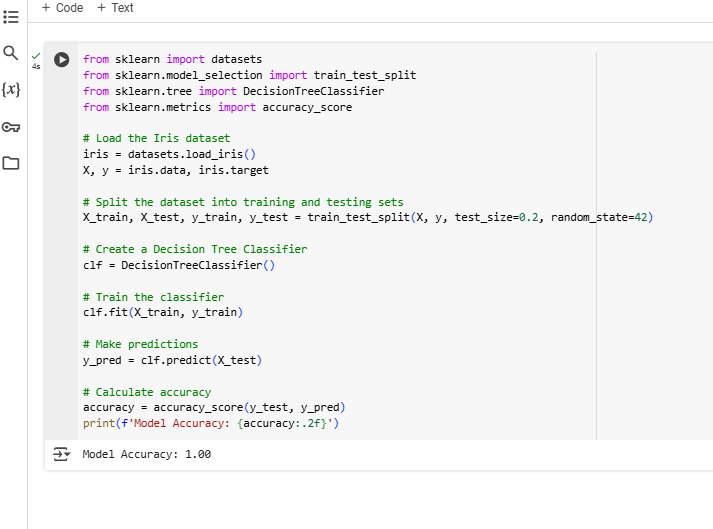 + Code + Text
{x}
4s
from sklearn import datasets
from sklearn.model_selection import train_test_split
from sklearn.tree import DecisionTreeClassifier
from sklearn.metrics import accuracy_score
# Load the Iris dataset
iris = datasets.load_iris()
X, y = iris.data, iris.target
# Split the dataset into training and testing sets
X_train, X_test, y_train, y_test = train_test_split(X, y, test_size=0.2, random_state=42)
# Create a Decision Tree Classifier
clf = DecisionTreeClassifier()
# Train the classifier
clf.fit(X_train, y_train)
# Make predictions
y_pred = clf.predict(X_test)
# Calculate accuracy
accuracy = accuracy_score(y_test, y_pred)
print(f'Model Accuracy: {accuracy:.2f}')
Model Accuracy: 1.00